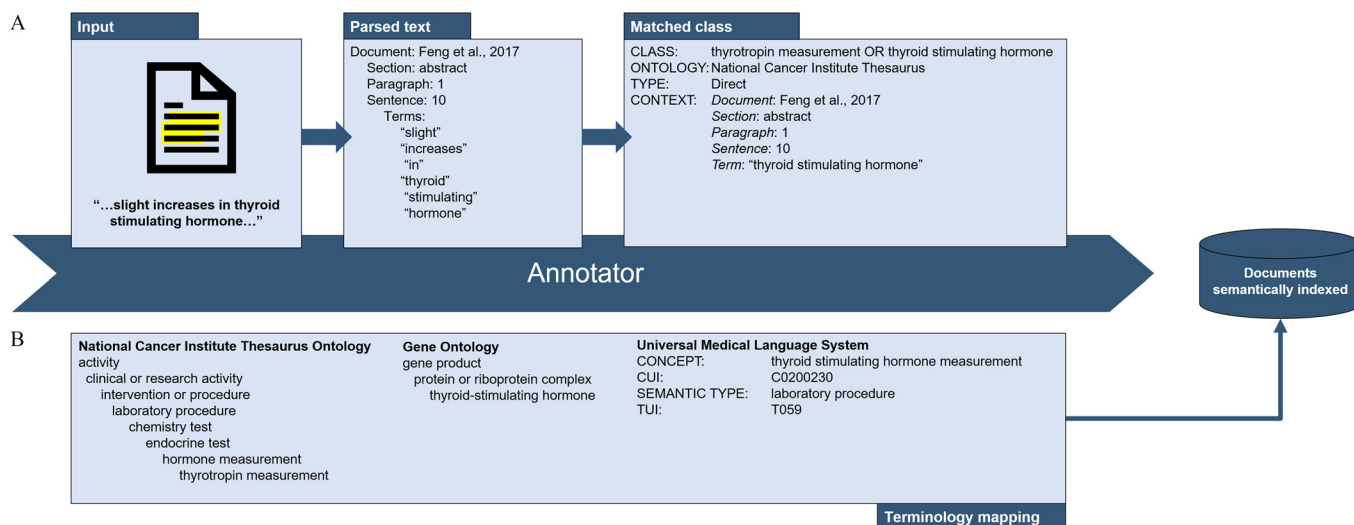 A
Input
“…slight increases in thyroid
stimulating hormone…”
Parsed text
Document: Feng et al., 2017
Section: abstract
Paragraph: 1
Sentence: 10
Terms:
“slight”
“increases”
“in”
“thyroid”
“stimulating”
“hormone”
Matched class
CLASS: thyrotropin measurement OR thyroid stimulating hormone
ONTOLOGY: National Cancer Institute Thesaurus
TYPE: Direct
CONTEXT: Document: Feng et al., 2017
Section: abstract
Paragraph: 1
Sentence: 10
Term: “thyroid stimulating hormone”
Annotator
Documents
semantically indexed
B
National Cancer Institute Thesaurus Ontology
activity
clinical or research activity
intervention or procedure
laboratory procedure
chemistry test
endocrine test
hormone measurement
thyrotropin measurement
Gene Ontology
gene product
protein or riboprotein complex
thyroid-stimulating hormone
Universal Medical Language System
CONCEPT: thyroid stimulating hormone measurement
CUI: C0200230
SEMANTIC TYPE: laboratory procedure
TUI: T059
Terminology mapping